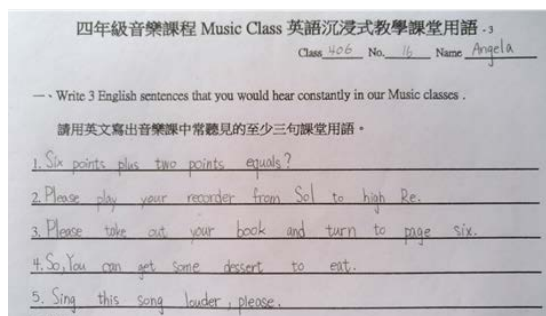 四年級音樂課程 Music Class 英語沉浸式教學課堂用語 - 3
Class 406 No. 16 Name Angela
一、Write 3 English sentences that you would hear constantly in our Music classes .
請用英文寫出音樂課中常聽見的至少三句課堂用語。
1. Six points plus two points equals?
2. Please play your recorder from Sol to high Re.
3. Please take out your book and turn to page six.
4. So, You can get some dessert to eat.
5. Sing this song louder, please.